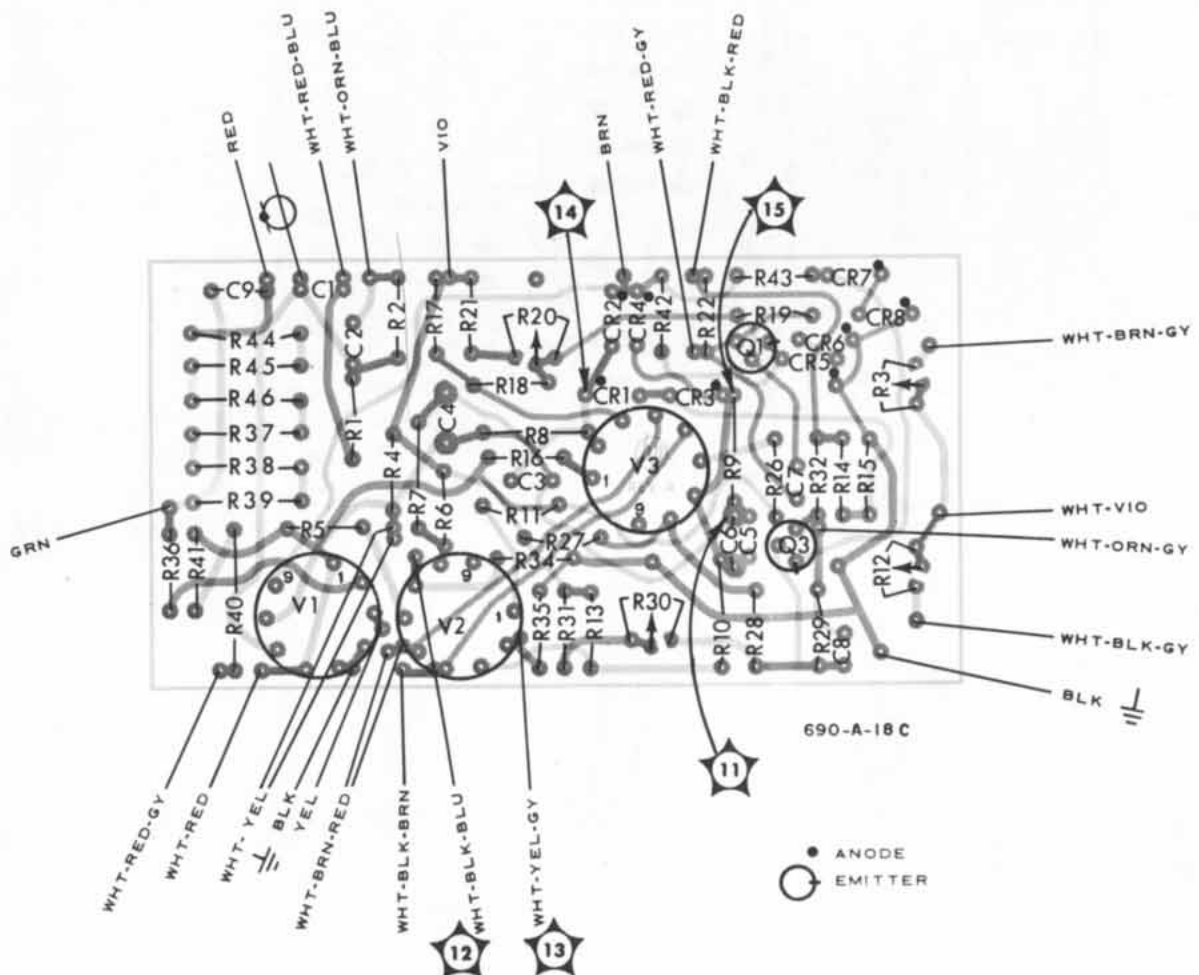 RED
WHT-RED-BLU
WHT-ORN-BLU
VIO
BRN
WHT-RED-GY
WHT-BLK-RED
14
15
C9
C1
C2
R2
R17
R21
R20
CR2
CR4
R42
R22
R43
CR7
R19
CR8
Q1
CR6
CR5
WHT-BRN-GY
R44
R45
R46
R37
R38
R39
R1
R18
C4
CR1
CR3
R3
R8
R16
C3
R11
V3
1
9
R9
R26
C7
R32
R14
R15
R4
R7
R6
WHT-VIO
WHT-ORN-GY
GRN
R36
R41
R40
R5
R27
R34
C6
C5
Q3
R12
V1
9
1
V2
9
1
R35
R31
R13
R30
R10
R28
R29
C8
WHT-BLK-GY
BLK
690-A-18 C
11
WHT-RED-GY
WHT-RED
WHT-YEL
BLK
YEL
WHT-BRN-RED
WHT-BLK-BRN
WHT-BLK-BLU
WHT-YEL-GY
12
13
ANODE
EMITTER